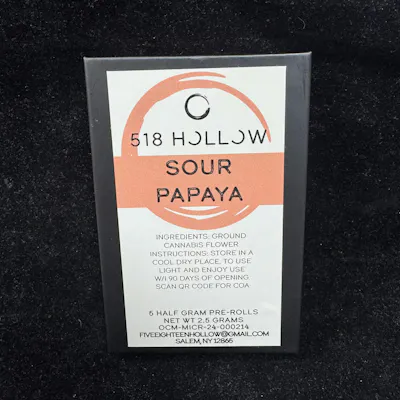 518 HOLLOW
SOUR
PAPAYA
INGREDIENTS: GROUND
CANNABIS FLOWER
INSTRUCTIONS: STORE IN A
COOL DRY PLACE, TO USE
LIGHT AND ENJOY USE
W/I 90 DAYS OF OPENING
SCAN QR CODE FOR COA
5 HALF GRAM PRE-ROLLS
NET WT 2.5 GRAMS
OCM-MICR-24-000214
FIVEEIGHTEENHOLLOW@GMAIL.COM
SALEM, NY 12865